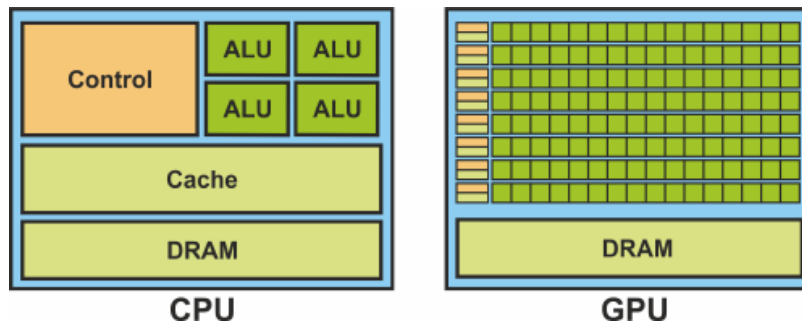 Control
ALU ALU
ALU ALU
Cache
DRAM
CPU
DRAM
GPU